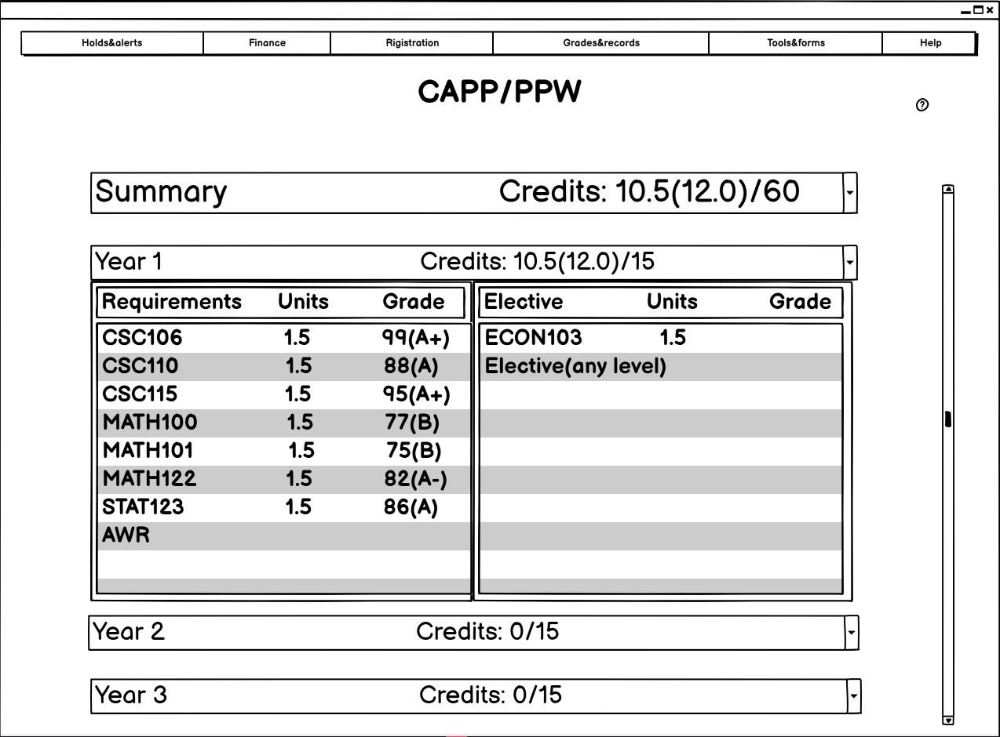 Holds&alerts Finance Rigistration Grades&records Tools&forms Help
CAPP/PPW
?
Summary Credits: 10.5(12.0)/60
Year 1 Credits: 10.5(12.0)/15
Requirements Units Grade Elective Units Grade
CSC106 1.5 99(A+) ECON103 1.5
CSC110 1.5 88(A) Elective(any level)
CSC115 1.5 95(A+)
MATH100 1.5 77(B)
MATH101 1.5 75(B)
MATH122 1.5 82(A-)
STAT123 1.5 86(A)
AWR
Year 2 Credits: 0/15
Year 3 Credits: 0/15